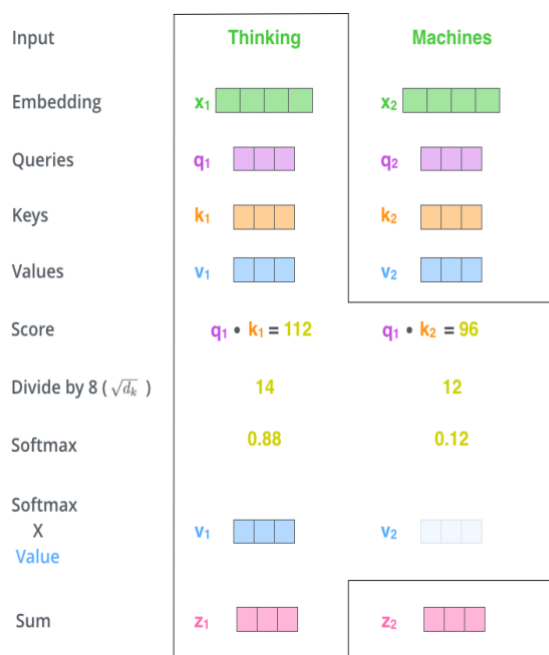 Input Thinking Machines
Embedding x₁ x₂
Queries q₁ q₂
Keys k₁ k₂
Values v₁ v₂
Score q₁ • k₁ = 112 q₁ • k₂ = 96
Divide by 8 ( √dₖ ) 14 12
Softmax 0.88 0.12
Softmax
X v₁ v₂
Value
Sum z₁ z₂